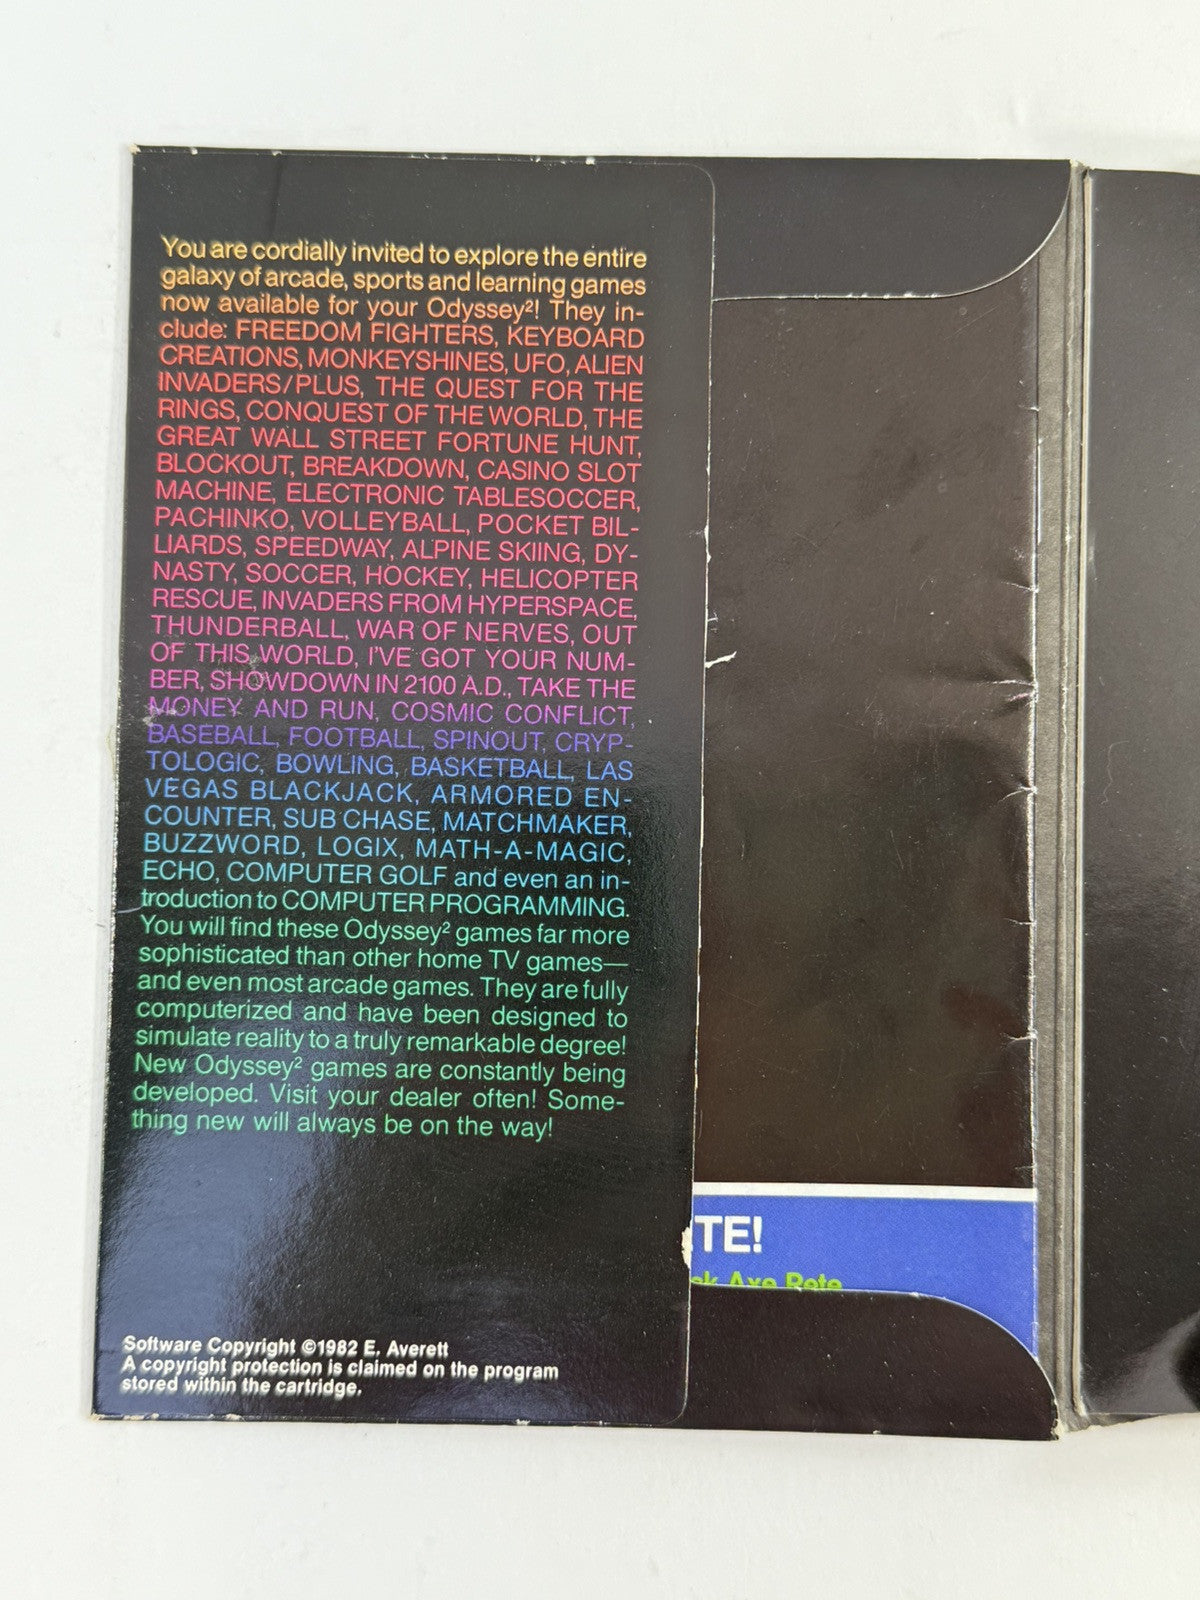 You are cordially invited to explore the entire
galaxy of arcade, sports and learning games
now available for your Odyssey²! They in-
clude: FREEDOM FIGHTERS, KEYBOARD
CREATIONS, MONKEYSHINES, UFO, ALIEN
INVADERS/PLUS, THE QUEST FOR THE
RINGS, CONQUEST OF THE WORLD, THE
GREAT WALL STREET FORTUNE HUNT,
BLOCKOUT, BREAKDOWN, CASINO SLOT
MACHINE, ELECTRONIC TABLESOCCER,
PACHINKO, VOLLEYBALL, POCKET BIL-
LIARDS, SPEEDWAY, ALPINE SKIING, DY-
NASTY, SOCCER, HOCKEY, HELICOPTER
RESCUE, INVADERS FROM HYPERSPACE,
THUNDERBALL, WAR OF NERVES, OUT
OF THIS WORLD, I'VE GOT YOUR NUM-
BER, SHOWDOWN IN 2100 A.D., TAKE THE
MONEY AND RUN, COSMIC CONFLICT,
BASEBALL, FOOTBALL, SPINOUT, CRYP-
TOLOGIC, BOWLING, BASKETBALL, LAS
VEGAS BLACKJACK, ARMORED EN-
COUNTER, SUB CHASE, MATCHMAKER,
BUZZWORD, LOGIX, MATH-A-MAGIC,
ECHO, COMPUTER GOLF and even an in-
troduction to COMPUTER PROGRAMMING.
You will find these Odyssey² games far more
sophisticated than other home TV games—
and even most arcade games. They are fully
computerized and have been designed to
simulate reality to a truly remarkable degree!
New Odyssey² games are constantly being
developed. Visit your dealer often! Some-
thing new will always be on the way!
Software Copyright ©1982 E. Averett
A copyright protection is claimed on the program
stored within the cartridge.
TE!
ck Axe Pete